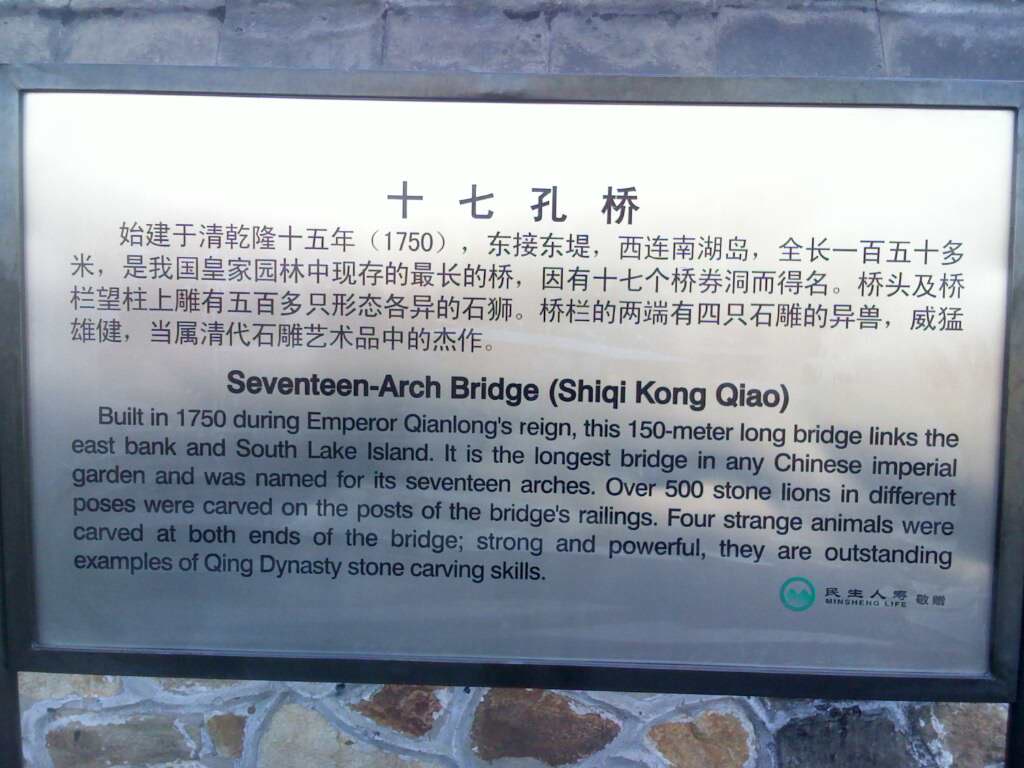 十七孔桥
始建于清乾隆十五年（1750），东接东堤，西连南湖岛，全长一百五十多
米，是我国皇家园林中现存的最长的桥，因有十七个桥券洞而得名。桥头及桥
栏望柱上雕有五百多只形态各异的石狮。桥栏的两端有四只石雕的异兽，威猛
雄健，当属清代石雕艺术品中的杰作。
Seventeen-Arch Bridge (Shiqi Kong Qiao)
Built in 1750 during Emperor Qianlong's reign, this 150-meter long bridge links the
east bank and South Lake Island. It is the longest bridge in any Chinese imperial
garden and was named for its seventeen arches. Over 500 stone lions in different
poses were carved on the posts of the bridge's railings. Four strange animals were
carved at both ends of the bridge; strong and powerful, they are outstanding
examples of Qing Dynasty stone carving skills.
民生人寿 敬赠
MINSHENG LIFE